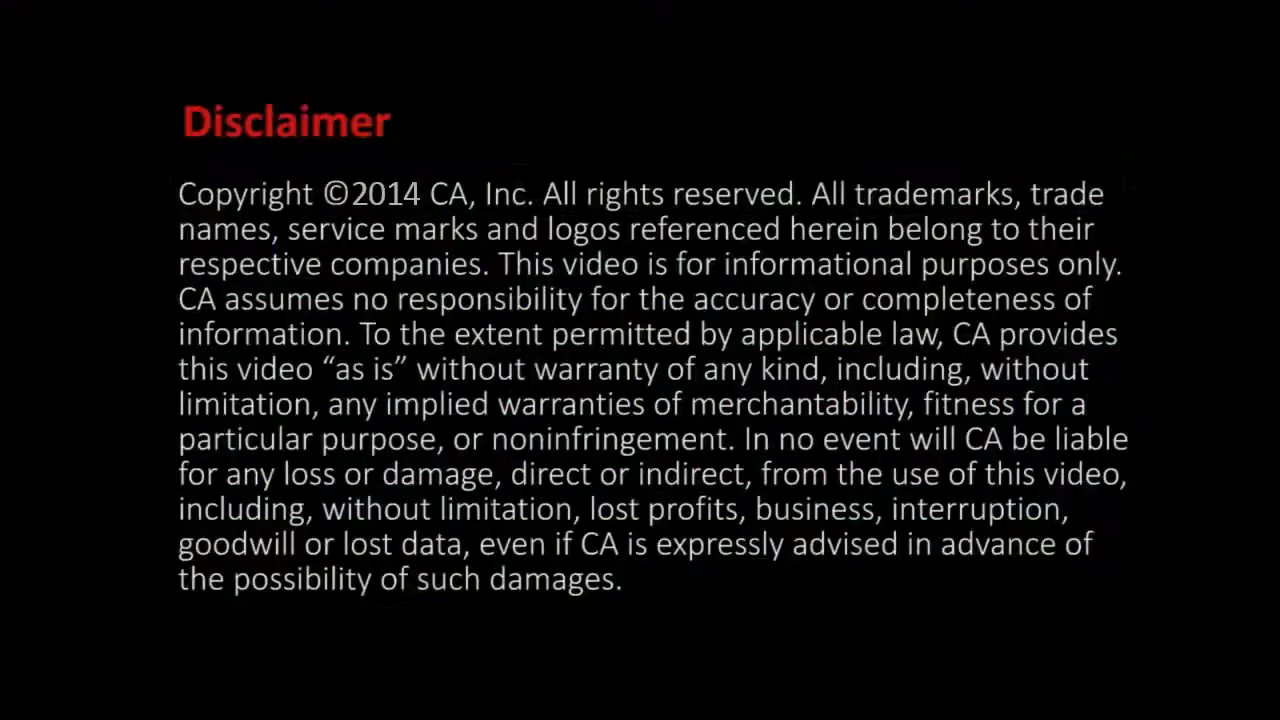 Disclaimer
Copyright ©2014 CA, Inc. All rights reserved. All trademarks, trade
names, service marks and logos referenced herein belong to their
respective companies. This video is for informational purposes only.
CA assumes no responsibility for the accuracy or completeness of
information. To the extent permitted by applicable law, CA provides
this video “as is” without warranty of any kind, including, without
limitation, any implied warranties of merchantability, fitness for a
particular purpose, or noninfringement. In no event will CA be liable
for any loss or damage, direct or indirect, from the use of this video,
including, without limitation, lost profits, business, interruption,
goodwill or lost data, even if CA is expressly advised in advance of
the possibility of such damages.